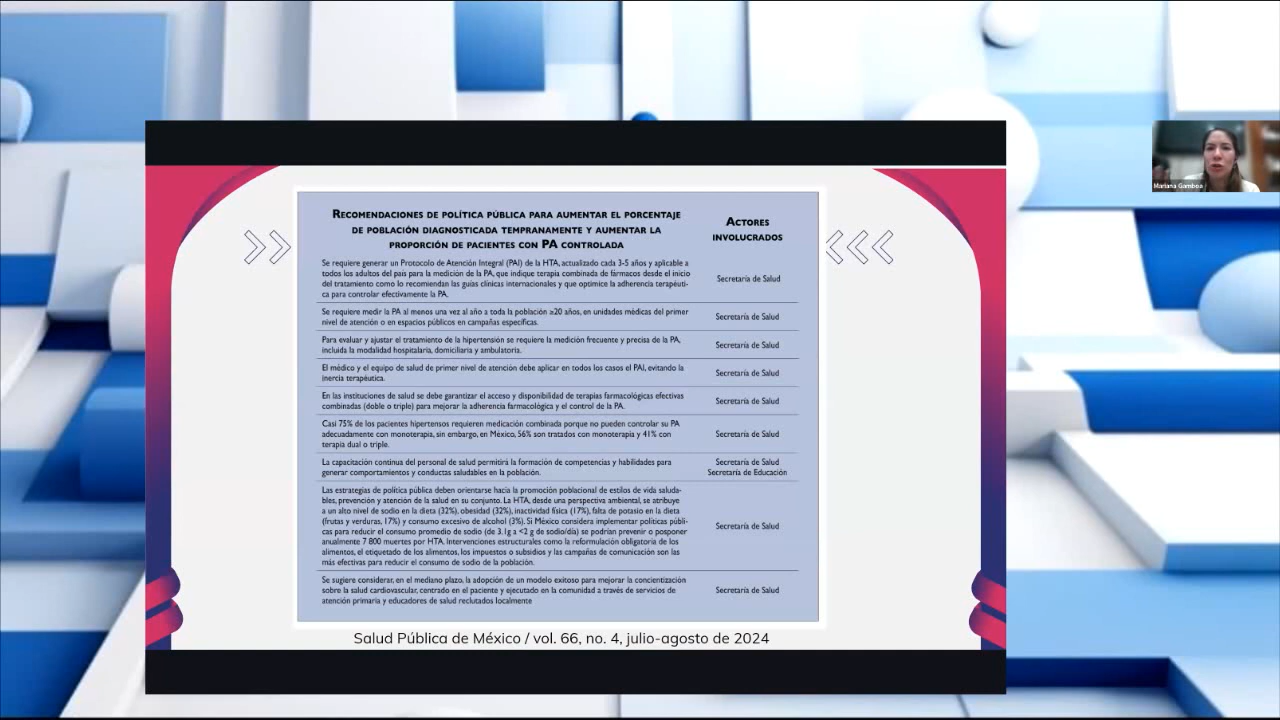 RECOMENDACIONES DE POLÍTICA PÚBLICA PARA AUMENTAR EL PORCENTAJE
DE POBLACIÓN DIAGNOSTICADA TEMPRANAMENTE Y AUMENTAR LA
PROPORCIÓN DE PACIENTES CON PA CONTROLADA
ACTORES
INVOLUCRADOS
Se requiere generar un Protocolo de Atención Integral (PAI) de la HTA, actualizado cada 3-5 años y aplicable a
todos los adultos del país para la medición de la PA, que indique terapia combinada de fármacos desde el inicio
del tratamiento como lo recomiendan las guías clínicas internacionales y que optimice la adherencia terapéuti-
ca para controlar efectivamente la PA.
Secretaría de Salud
Se requiere medir la PA al menos una vez al año a toda la población ≥20 años, en unidades médicas del primer
nivel de atención o en espacios públicos en campañas específicas.
Secretaría de Salud
Para evaluar y ajustar el tratamiento de la hipertensión se requiere la medición frecuente y precisa de la PA,
incluida la modalidad hospitalaria, domiciliaria y ambulatoria.
Secretaría de Salud
El médico y el equipo de salud de primer nivel de atención debe aplicar en todos los casos el PAI, evitando la
inercia terapéutica.
Secretaría de Salud
En las instituciones de salud se debe garantizar el acceso y disponibilidad de terapias farmacológicas efectivas
combinadas (doble o triple) para mejorar la adherencia farmacológica y el control de la PA.
Secretaría de Salud
Casi 75% de los pacientes hipertensos requieren medicación combinada porque no pueden controlar su PA
adecuadamente con monoterapia, sin embargo, en México, 56% son tratados con monoterapia y 41% con
terapia dual o triple.
Secretaría de Salud
La capacitación continua del personal de salud permitirá la formación de competencias y habilidades para
generar comportamientos y conductas saludables en la población.
Secretaría de Salud
Secretaría de Educación
Las estrategias de política pública deben orientarse hacia la promoción poblacional de estilos de vida saluda-
bles, prevención y atención de la salud en su conjunto. La HTA, desde una perspectiva ambiental, se atribuye
a un alto nivel de sodio en la dieta (32%), obesidad (32%), inactividad física (17%), falta de potasio en la dieta
(frutas y verduras, 17%) y consumo excesivo de alcohol (3%). Si México considera implementar políticas públi-
cas para reducir el consumo promedio de sodio (de 3.1g a <2 g de sodio/día) se podrían prevenir o posponer
anualmente 7 800 muertes por HTA. Intervenciones estructurales como la reformulación obligatoria de los
alimentos, el etiquetado de los alimentos, los impuestos o subsidios y las campañas de comunicación son las
más efectivas para reducir el consumo de sodio de la población.
Secretaría de Salud
Se sugiere considerar, en el mediano plazo, la adopción de un modelo exitoso para mejorar la concientización
sobre la salud cardiovascular, centrado en el paciente y ejecutado en la comunidad a través de servicios de
atención primaria y educadores de salud reclutados localmente
Secretaría de Salud
Salud Pública de México / vol. 66, no. 4, julio-agosto de 2024
Mariana Gamboa